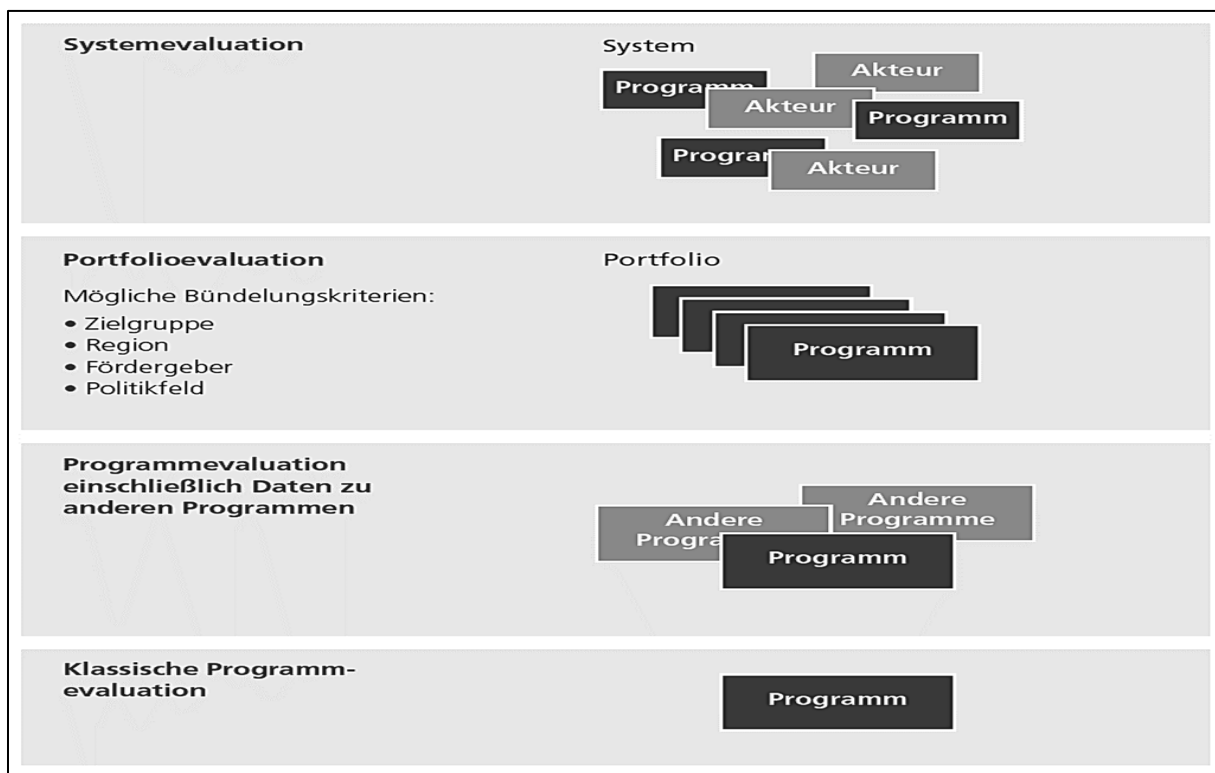 Systemevaluation
System
Programm
Akteur
Akteur
Programm
Akteur
Portfolioevaluation
Portfolio
Mögliche Bündelungskriterien:
• Zielgruppe
• Region
• Fördergeber
• Politikfeld
Programm
Programmevaluation
einschließlich Daten zu
anderen Programmen
Andere
Programme
Andere
Programm
Klassische Programm-
evaluation
Programm